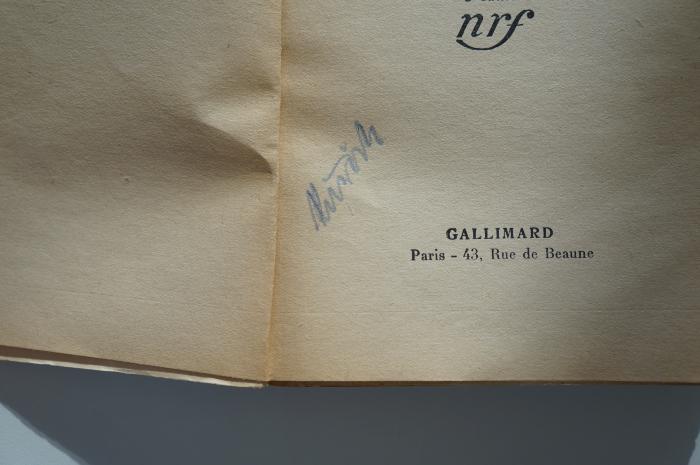 nrf
GALLIMARD
Paris - 43, Rue de Beaune